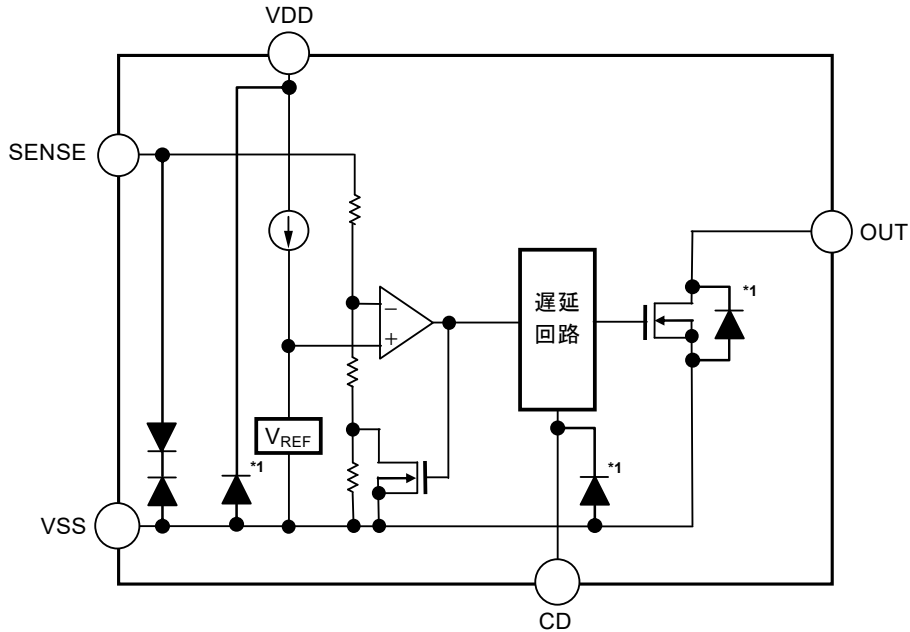 VDD
SENSE
OUT
*1
−
+
遅延
回路
VREF
*1
*1
VSS
CD